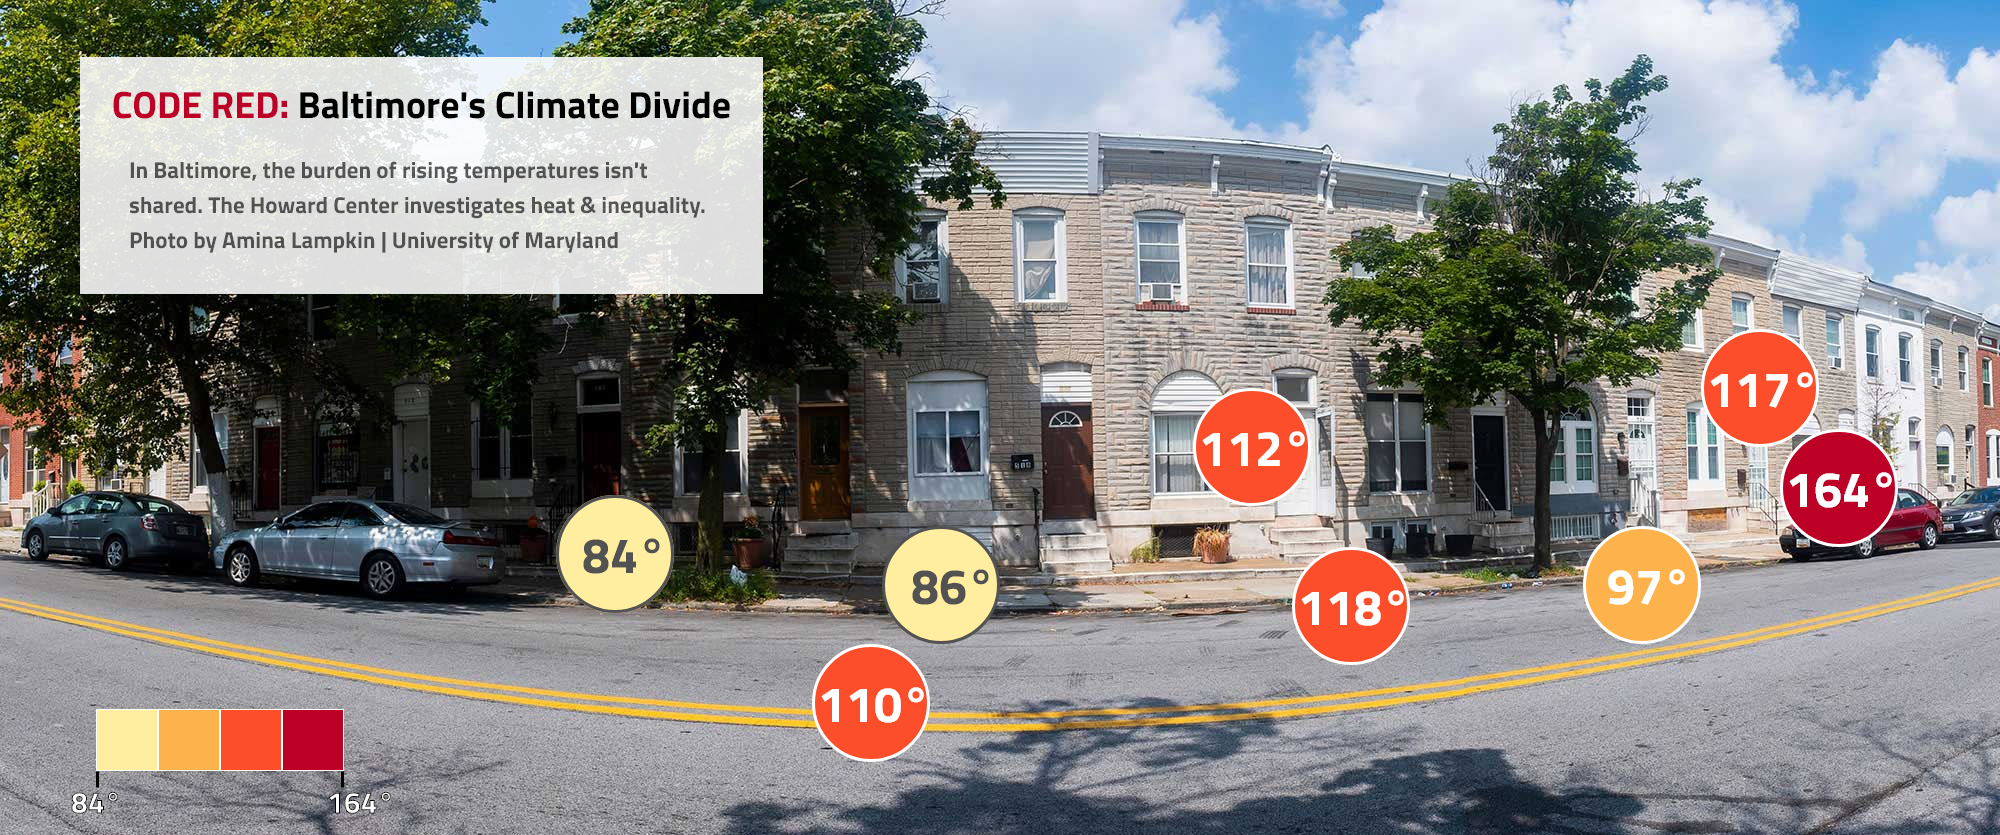 CODE RED: Baltimore's Climate Divide
In Baltimore, the burden of rising temperatures isn't
shared. The Howard Center investigates heat & inequality.
Photo by Amina Lampkin | University of Maryland
117°
112°
164°
84°
86°
97°
118°
110°
84°
164°